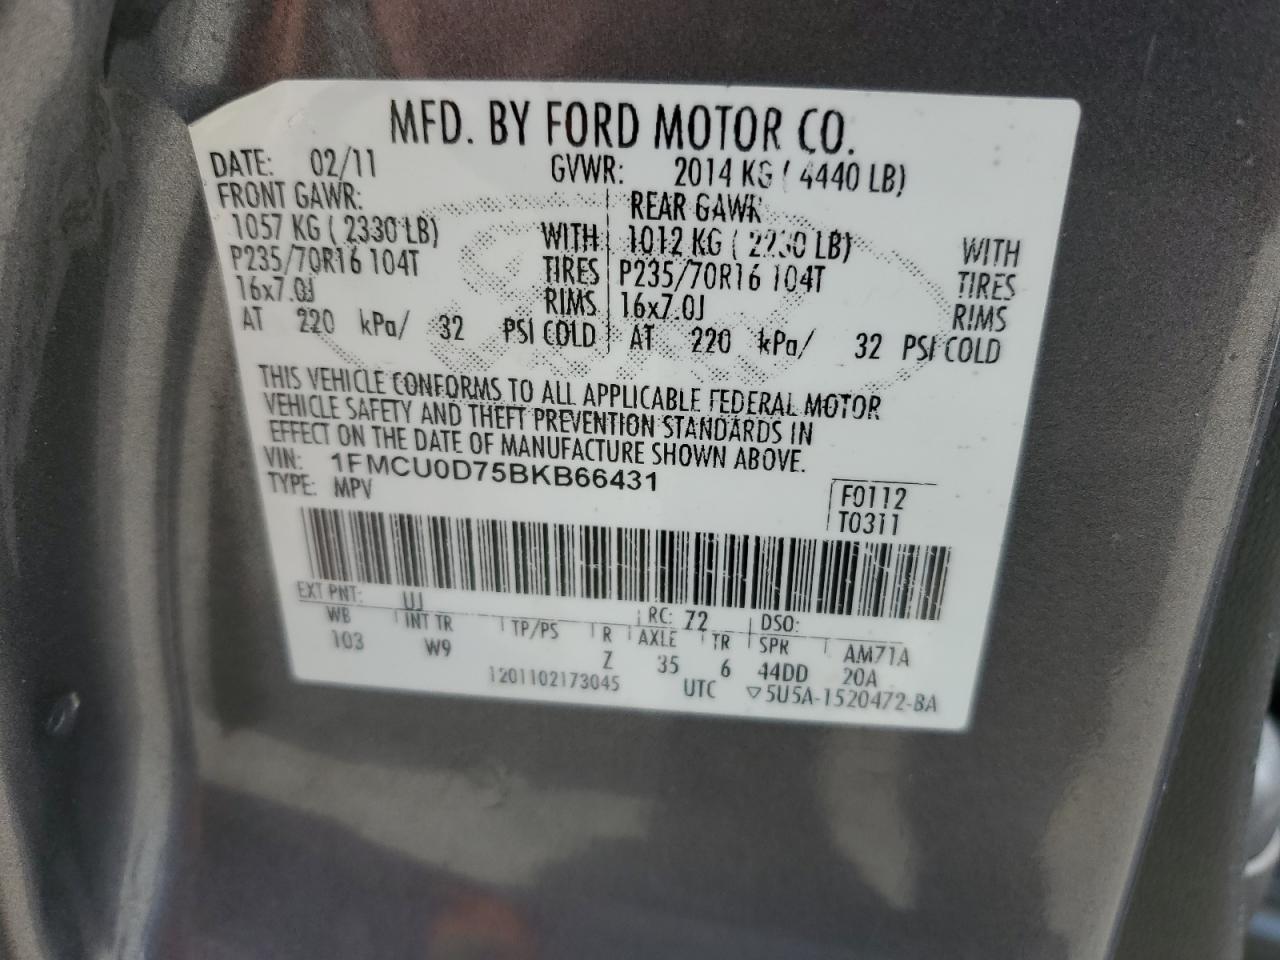 MFD. BY FORD MOTOR CO.
DATE: 02/11 GVWR: 2014 KG ( 4440 LB)
FRONT GAWR: REAR GAWR
1057 KG ( 2330 LB) WITH 1012 KG ( 2230 LB) WITH
P235/70R16 104T TIRES P235/70R16 104T TIRES
16x7.0J RIMS 16x7.0J RIMS
AT 220 kPa/ 32 PSI COLD AT 220 kPa/ 32 PSI COLD
THIS VEHICLE CONFORMS TO ALL APPLICABLE FEDERAL MOTOR
VEHICLE SAFETY AND THEFT PREVENTION STANDARDS IN
EFFECT ON THE DATE OF MANUFACTURE SHOWN ABOVE.
VIN: 1FMCU0D75BKB66431
TYPE: MPV F0112
T0311
EXT PNT: UJ RC: 72 DSO:
WB INT TR TP/PS R AXLE TR SPR AM71A
103 W9 Z 35 6 44DD 20A
1201102173045 UTC ▽5U5A-1520472-BA